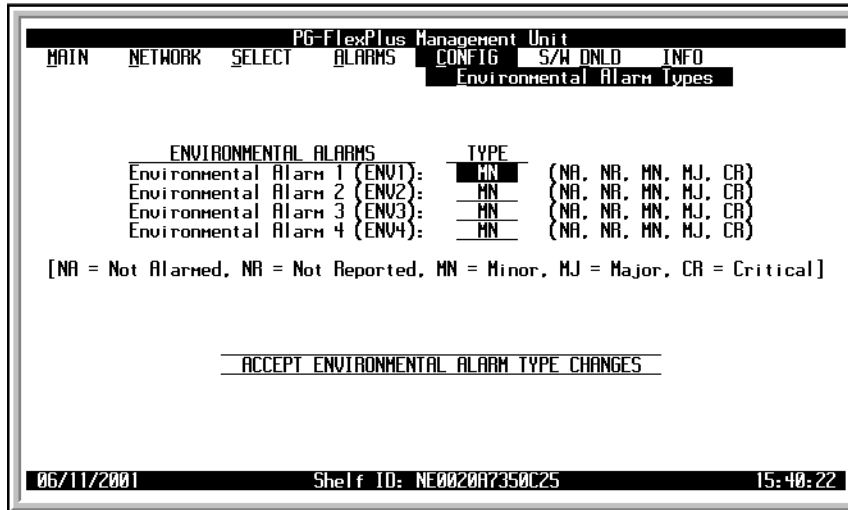 PG-FlexPlus Management Unit
MAIN NETWORK SELECT ALARMS CONFIG S/W DNLD INFO
Environmental Alarm Types
ENVIRONMENTAL ALARMS TYPE
Environmental Alarm 1 (ENV1): MN (NA, NR, MN, MJ, CR)
Environmental Alarm 2 (ENV2): MN (NA, NR, MN, MJ, CR)
Environmental Alarm 3 (ENV3): MN (NA, NR, MN, MJ, CR)
Environmental Alarm 4 (ENV4): MN (NA, NR, MN, MJ, CR)
[NA = Not Alarmed, NR = Not Reported, MN = Minor, MJ = Major, CR = Critical]
ACCEPT ENVIRONMENTAL ALARM TYPE CHANGES
06/11/2001 Shelf ID: NE0020A7350C25 15:40:22